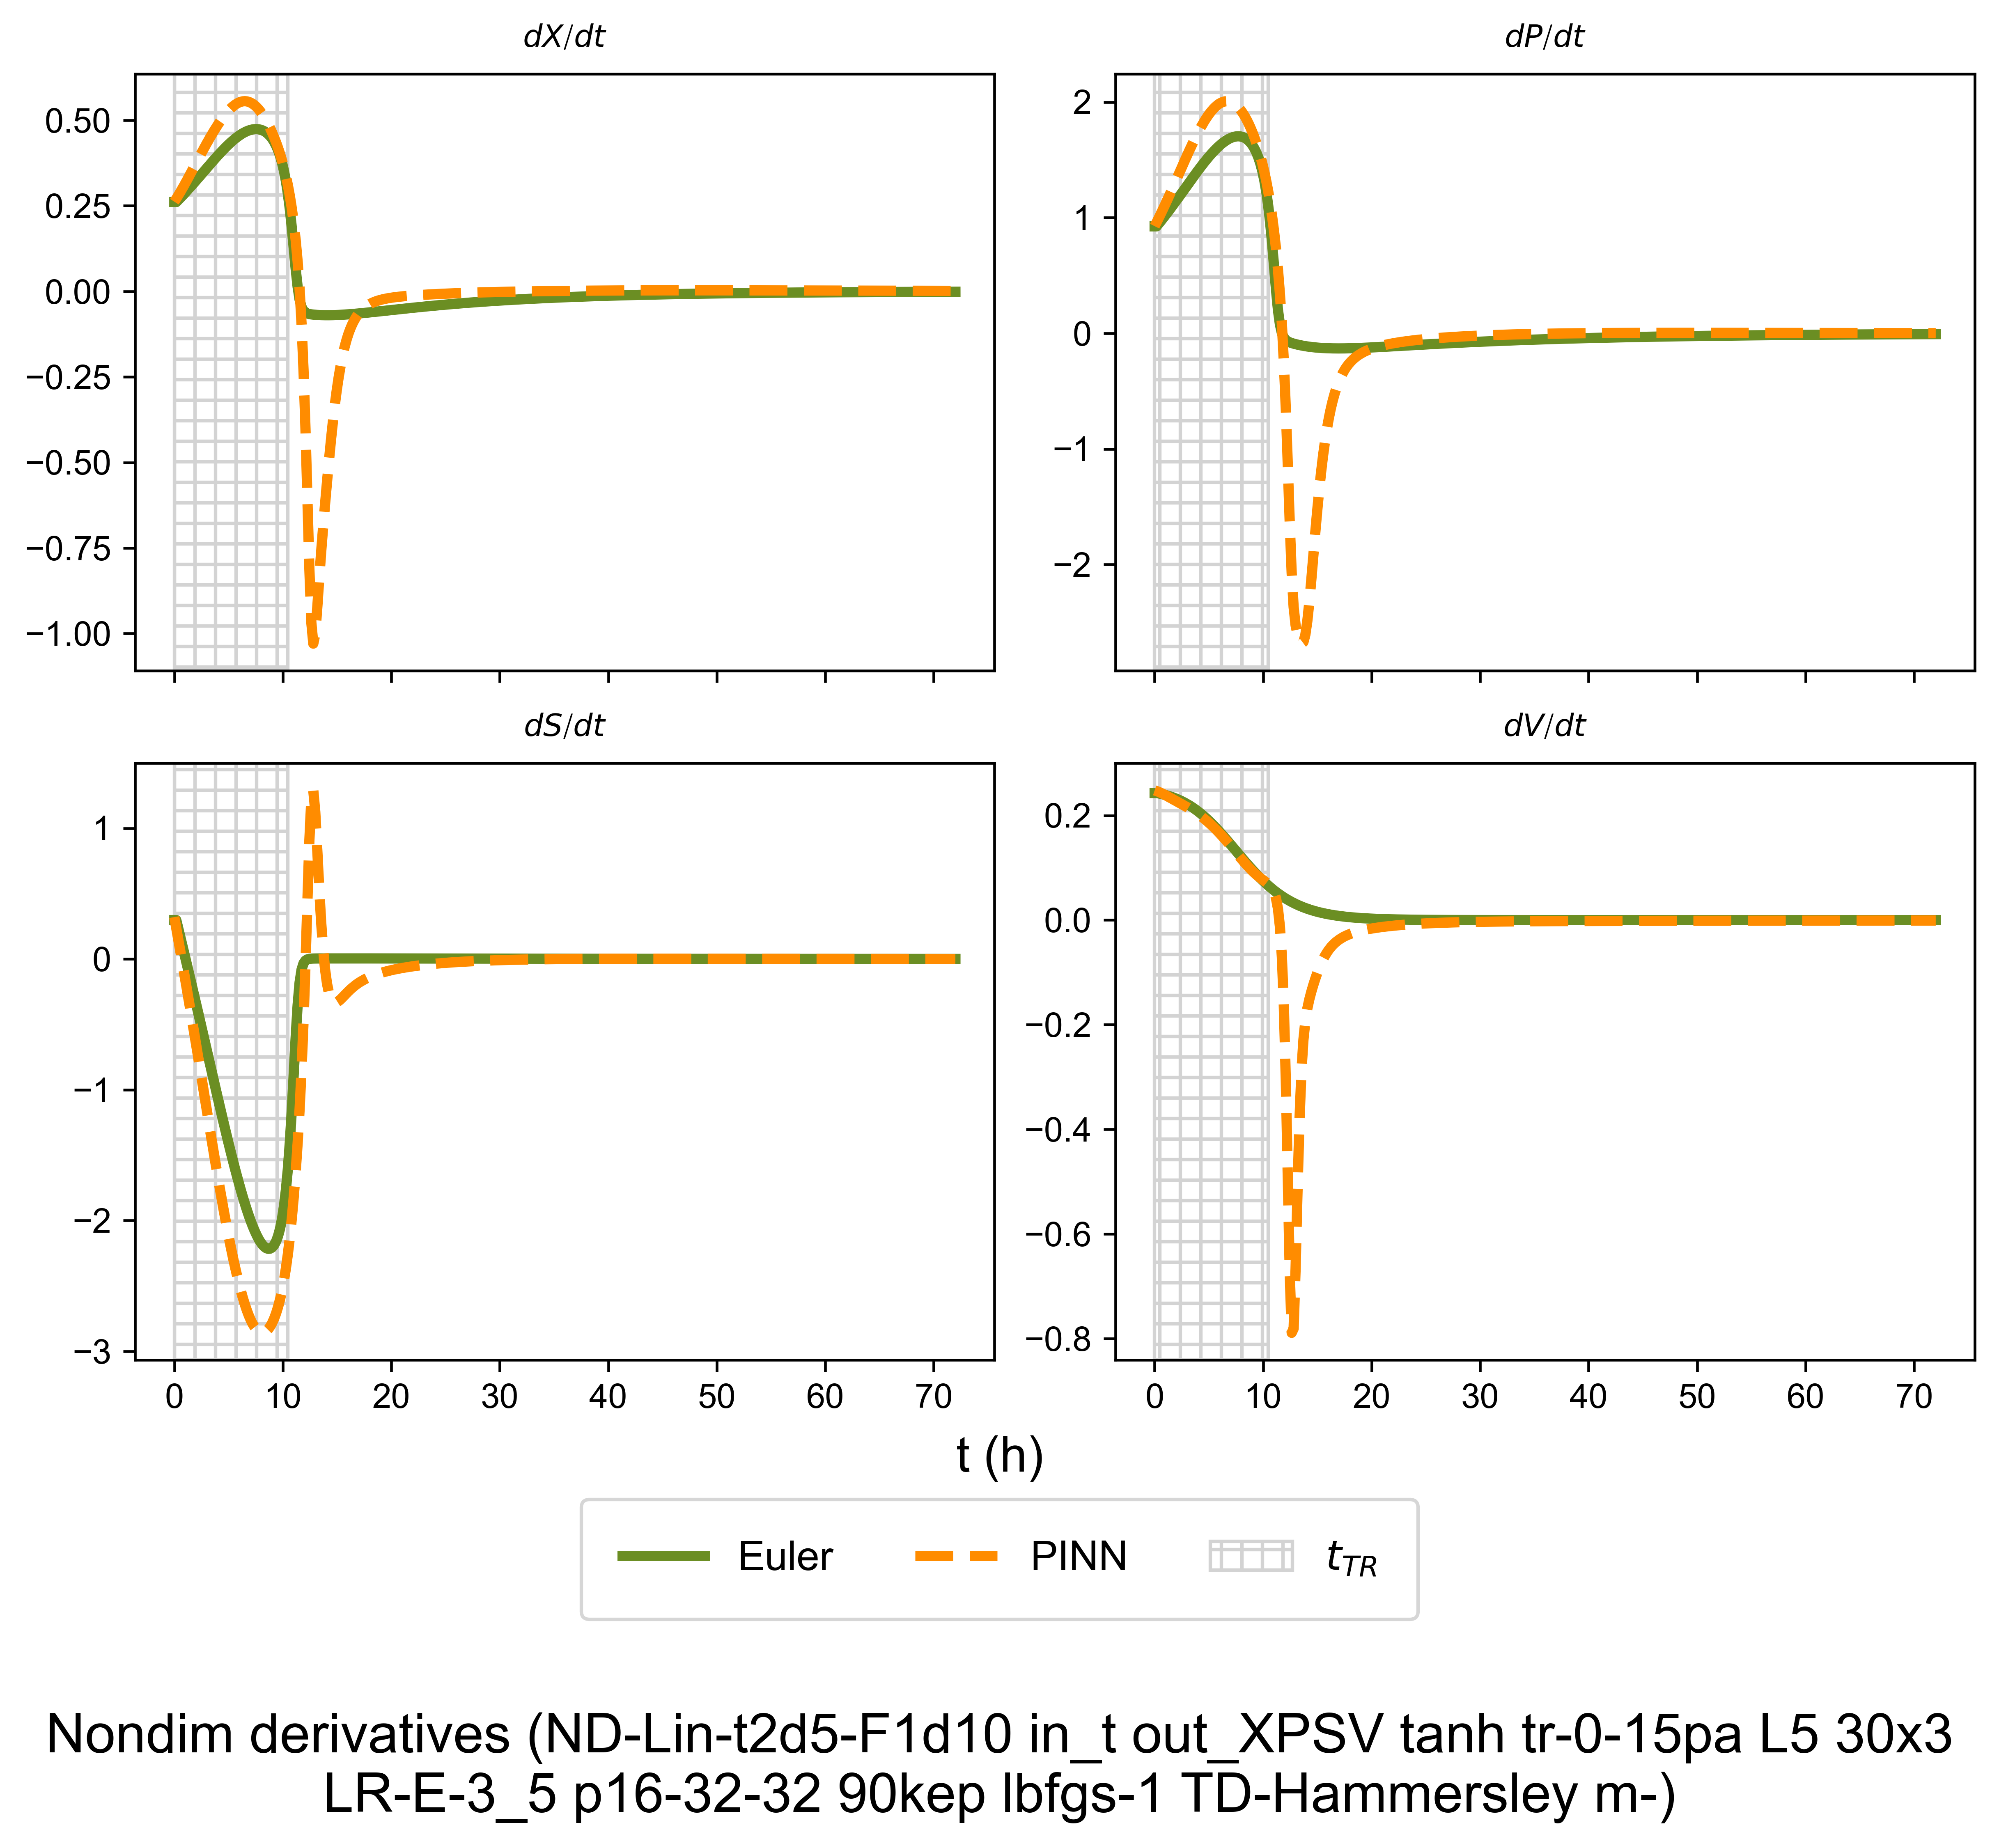 dX/dt
dP/dt
0.50
0.25
0.00
−0.25
−0.50
−0.75
−1.00
2
1
0
−1
−2
dS/dt
dV/dt
1
0
−1
−2
−3
0 10 20 30 40 50 60 70
0.2
0.0
−0.2
−0.4
−0.6
−0.8
0 10 20 30 40 50 60 70
t (h)
Euler PINN t_TR
Nondim derivatives (ND-Lin-t2d5-F1d10 in_t out_XPSV tanh tr-0-15pa L5 30x3
LR-E-3_5 p16-32-32 90kep lbfgs-1 TD-Hammersley m-)